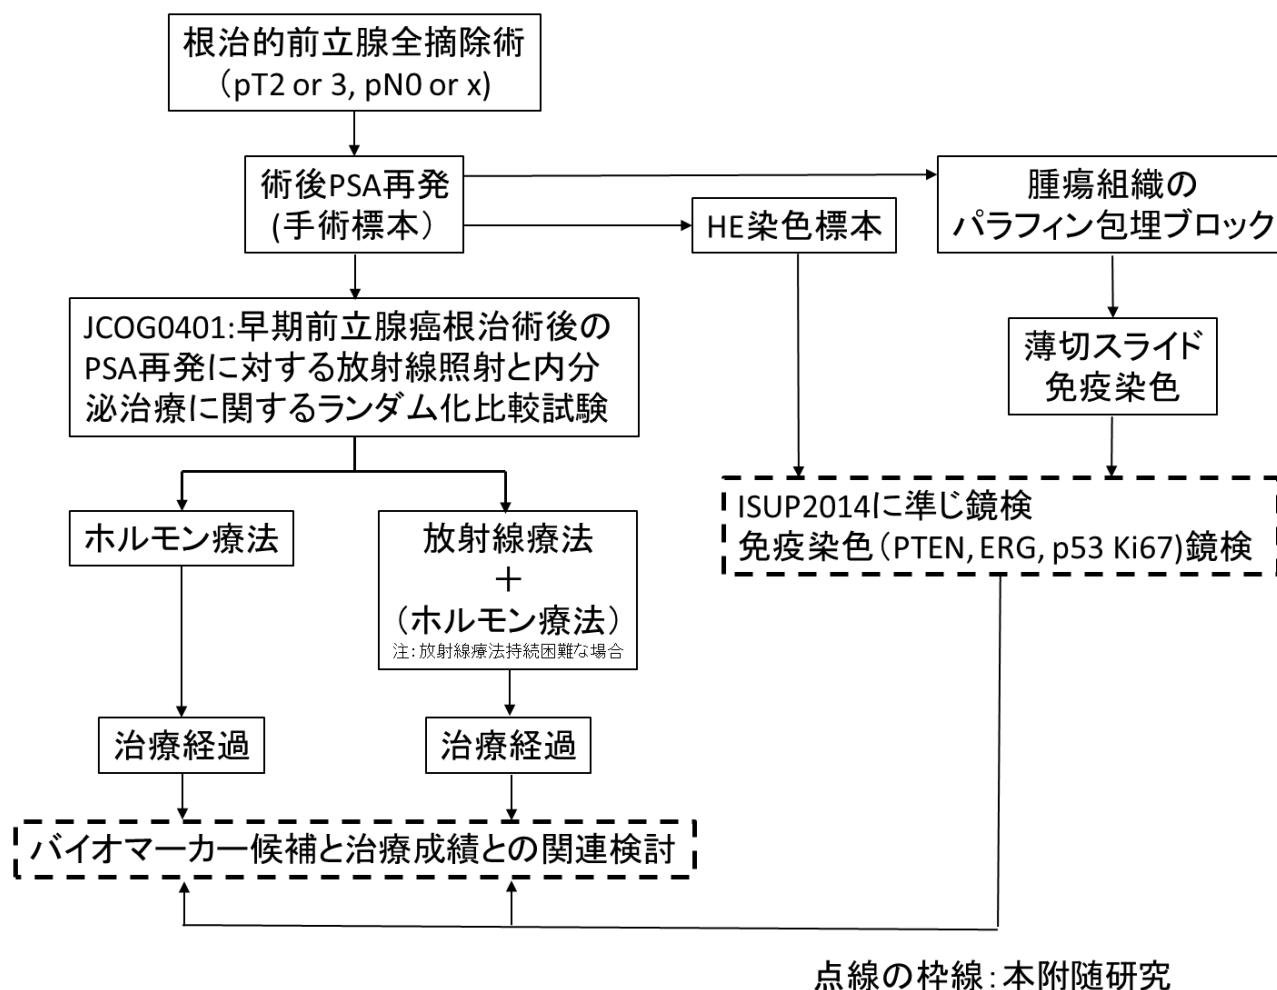 根治的前立腺全摘除術
（pT2 or 3, pN0 or x)
術後PSA再発
(手術標本）
腫瘍組織の
パラフィン包埋ブロック
HE染色標本
JCOG0401:早期前立腺癌根治術後の
PSA再発に対する放射線照射と内分
泌治療に関するランダム化比較試験
薄切スライド
免疫染色
ISUP2014に準じ鏡検
免疫染色（PTEN, ERG, p53 Ki67)鏡検
ホルモン療法
放射線療法
＋
（ホルモン療法）
注：放射線療法持続困難な場合
治療経過
治療経過
バイオマーカー候補と治療成績との関連検討
点線の枠線：本附随研究